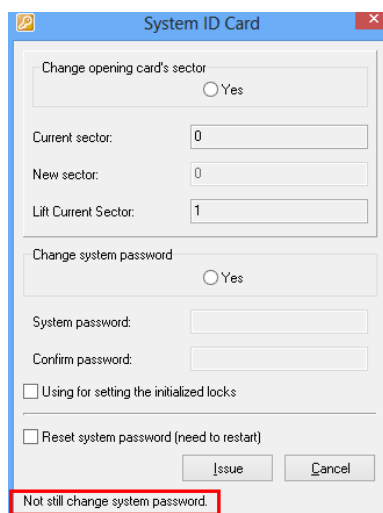 System ID Card
Change opening card's sector
Yes
Current sector: 0
New sector: 0
Lift Current Sector: 1
Change system password
Yes
System password:
Confirm password:
Using for setting the initialized locks
Reset system password (need to restart)
Issue Cancel
Not still change system password.